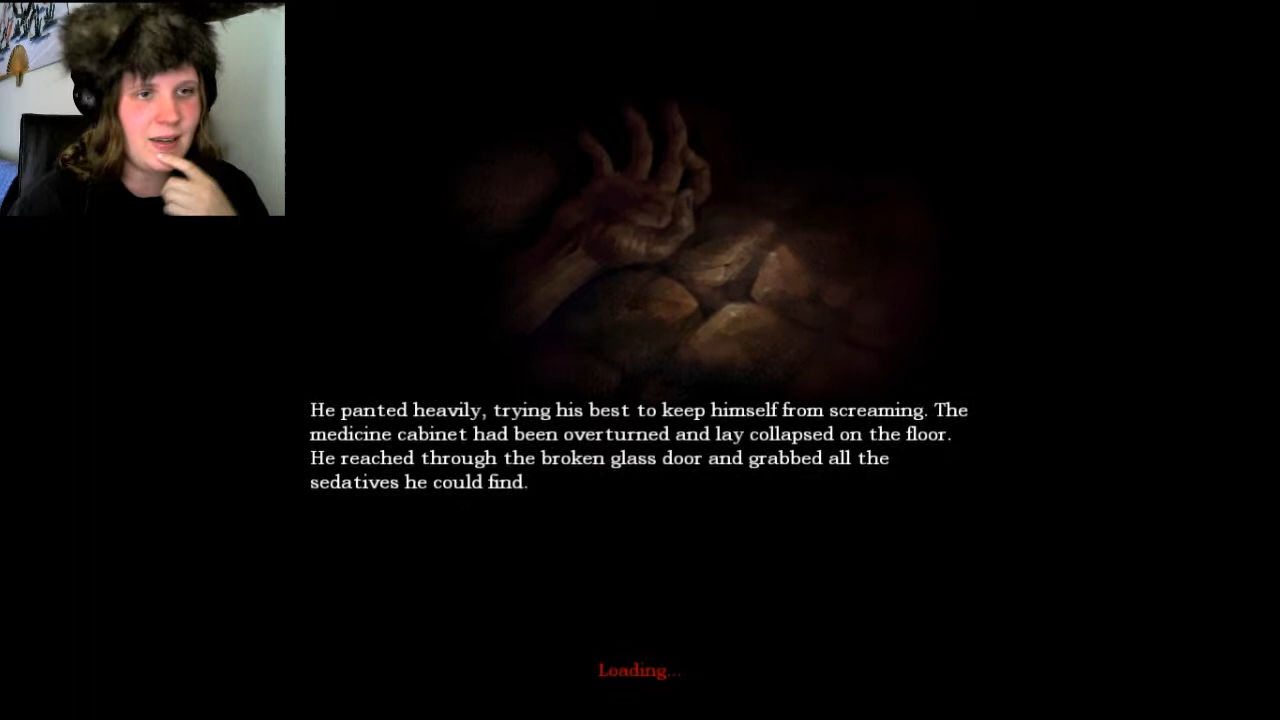 He panted heavily, trying his best to keep himself from screaming. The
medicine cabinet had been overturned and lay collapsed on the floor.
He reached through the broken glass door and grabbed all the
sedatives he could find.
Loading...